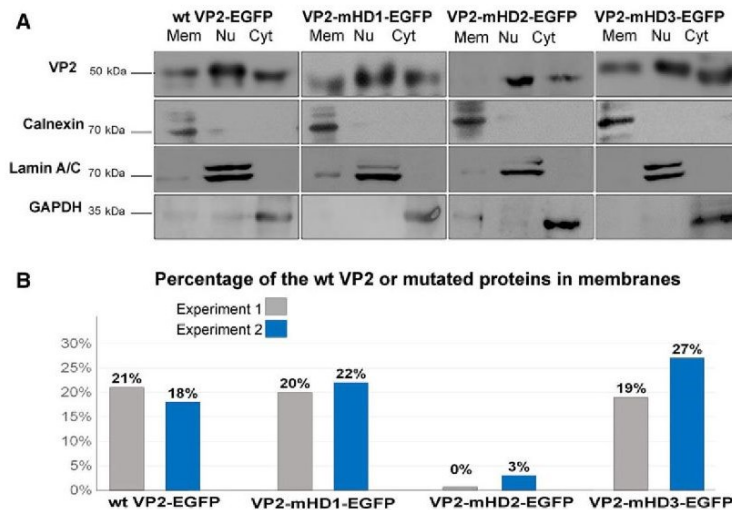 A
wt VP2-EGFP VP2-mHD1-EGFP VP2-mHD2-EGFP VP2-mHD3-EGFP
Mem Nu Cyt Mem Nu Cyt Mem Nu Cyt Mem Nu Cyt
VP2 50 kDa
Calnexin 70 kDa
Lamin A/C 70 kDa
GAPDH 35 kDa
B Percentage of the wt VP2 or mutated proteins in membranes
Experiment 1
Experiment 2
30%
25%
20%
15%
10%
5%
0%
21% 18% 20% 22% 0% 3% 19% 27%
wt VP2-EGFP VP2-mHD1-EGFP VP2-mHD2-EGFP VP2-mHD3-EGFP